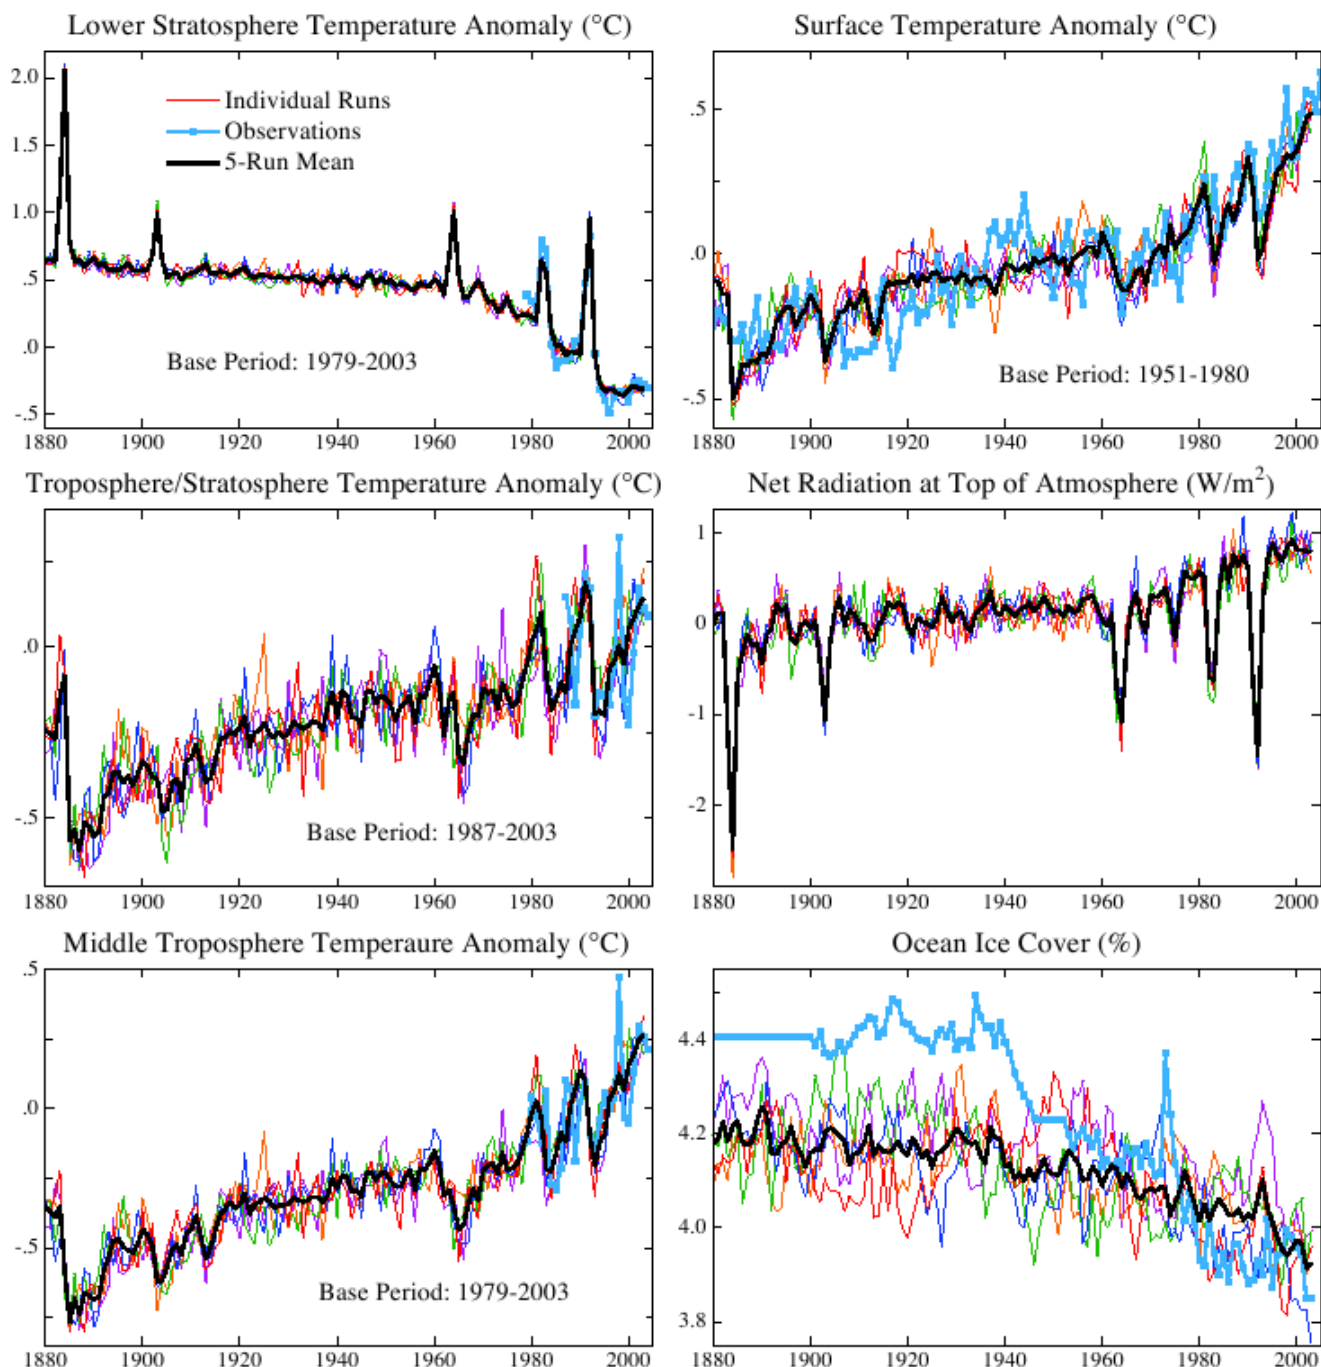 Lower Stratosphere Temperature Anomaly (°C)
2.0
1.5
1.0
.5
.0
-.5
Individual Runs
Observations
5-Run Mean
Base Period: 1979-2003
1880 1900 1920 1940 1960 1980 2000
Surface Temperature Anomaly (°C)
.5
.0
-.5
Base Period: 1951-1980
1880 1900 1920 1940 1960 1980 2000
Troposphere/Stratosphere Temperature Anomaly (°C)
.0
-.5
Base Period: 1987-2003
1880 1900 1920 1940 1960 1980 2000
Net Radiation at Top of Atmosphere (W/m²)
1
0
-1
-2
1880 1900 1920 1940 1960 1980 2000
Middle Troposphere Temperaure Anomaly (°C)
.5
.0
-.5
Base Period: 1979-2003
1880 1900 1920 1940 1960 1980 2000
Ocean Ice Cover (%)
4.4
4.2
4.0
3.8
1880 1900 1920 1940 1960 1980 2000